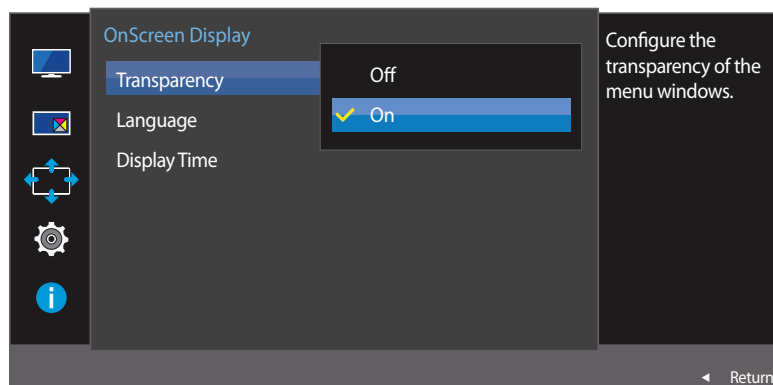 OnScreen Display
Transparency
Language
Display Time
Off
On
Configure the
transparency of the
menu windows.
Return